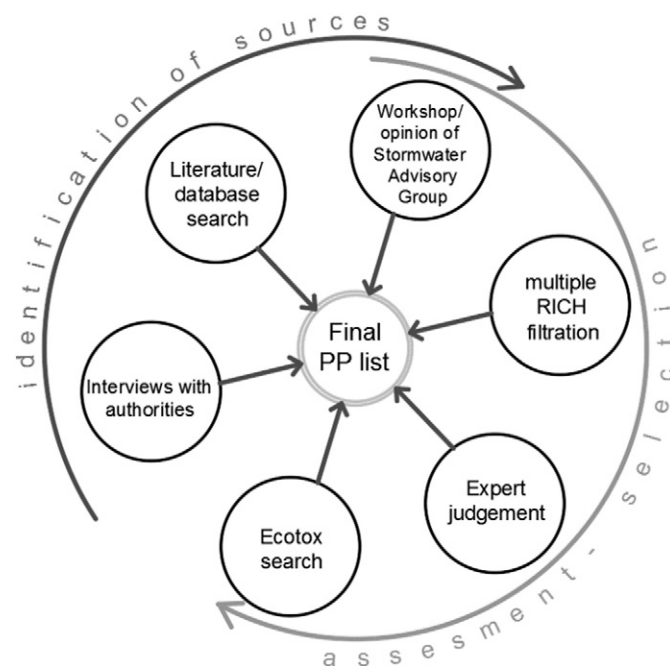 identification of sources
Workshop/
opinion of
Stormwater
Advisory
Group
Literature/
database
search
multiple
RICH
filtration
Final
PP list
Interviews with
authorities
Expert
judgement
Ecotox
search
assesment- selection